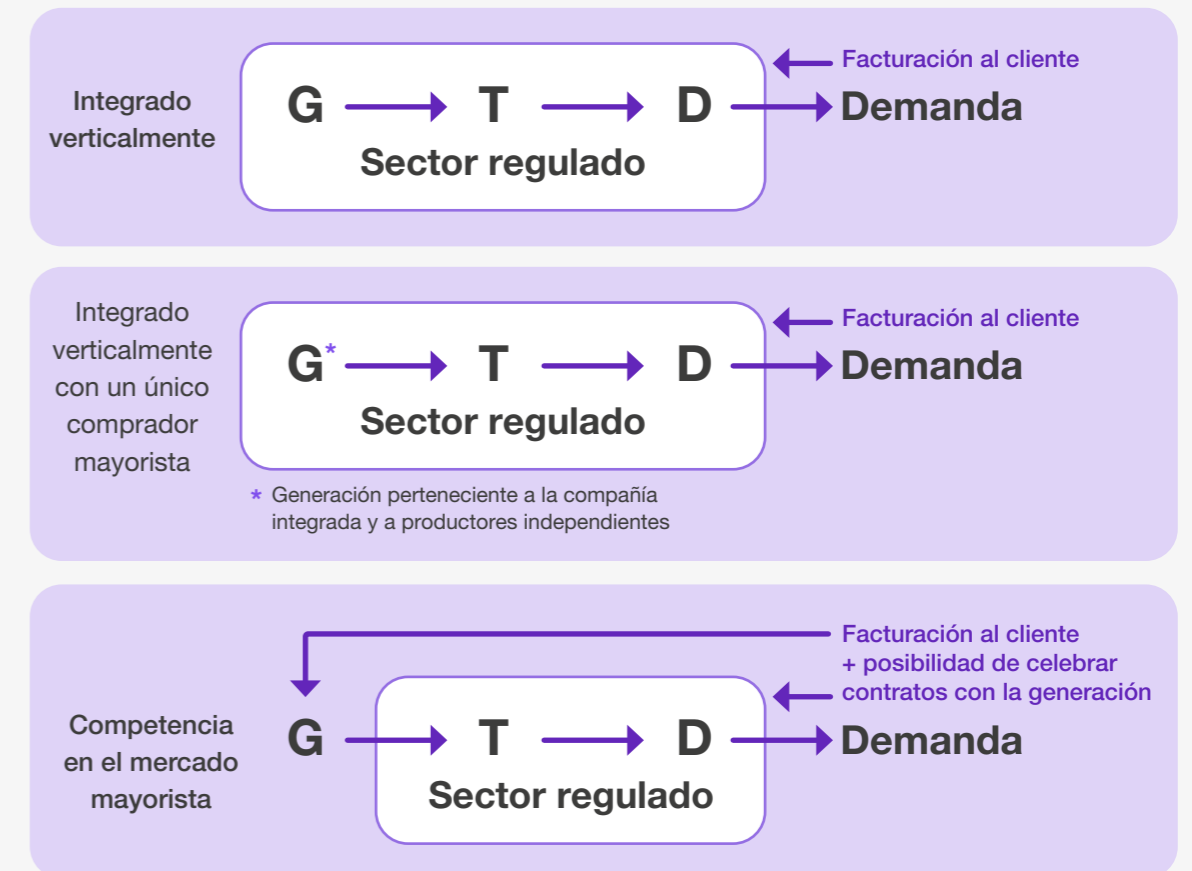 Integrado
verticalmente
G T D
Sector regulado
Facturación al cliente
Demanda
Integrado
verticalmente
con un único
comprador
mayorista
G* T D
Sector regulado
Facturación al cliente
Demanda
* Generación perteneciente a la compañía
integrada y a productores independientes
Competencia
en el mercado
mayorista
G T D
Sector regulado
Facturación al cliente
+ posibilidad de celebrar
contratos con la generación
Demanda